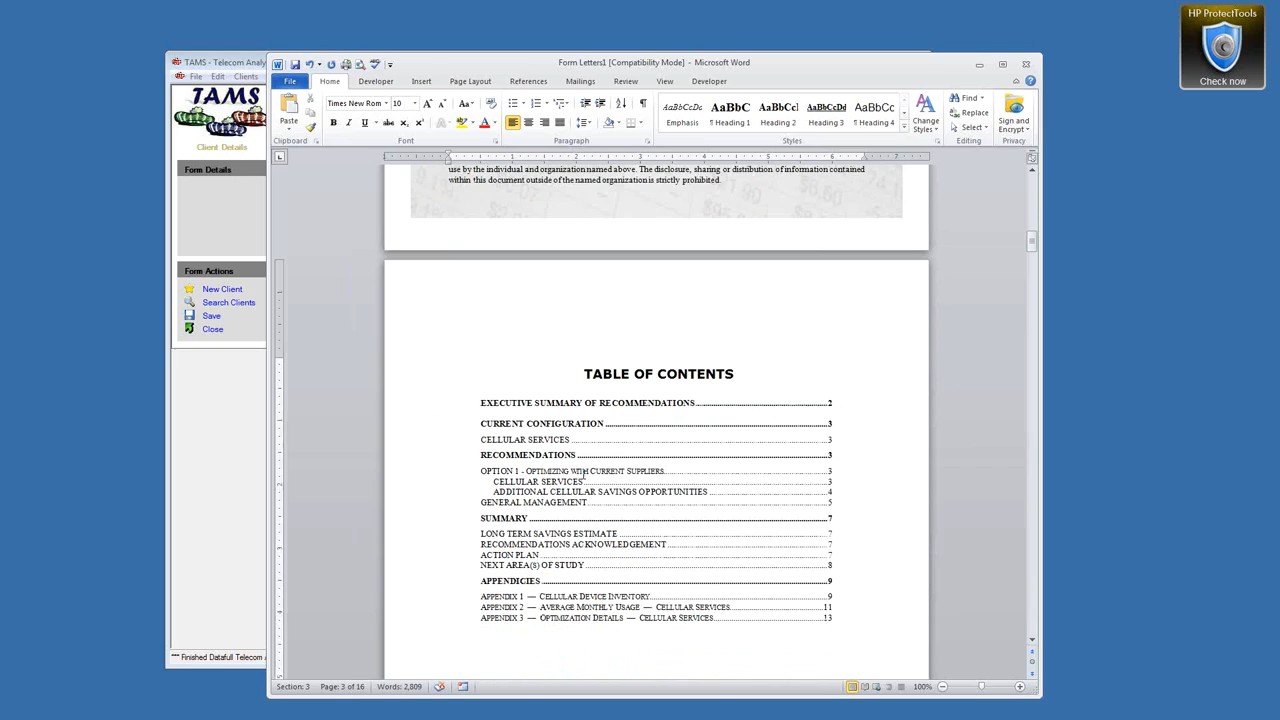 HP ProtectTools
Check now
TAMS - Telecom Analy
File Edit Clients
TAMS
Client Details
Form Details
Form Actions
New Client
Search Clients
Save
Close
*** Finished Datafull Telecom A
Form Letters1 [Compatibility Mode] - Microsoft Word
File Home Developer Insert Page Layout References Mailings Review View Developer
Paste
Clipboard
Times New Rom 10
Font
Paragraph
AaBbCcDc AaBbC AaBbCcl AaBbCcDd AaBbCc
Emphasis ¶ Heading 1 Heading 2 Heading 3 ¶ Heading 4
Styles
Change Styles
Find
Replace
Select
Editing
Sign and Encrypt
Privacy
use by the individual and organization named above. The disclosure, sharing or distribution of information contained
within this document outside of the named organization is strictly prohibited.
TABLE OF CONTENTS
EXECUTIVE SUMMARY OF RECOMMENDATIONS 2
CURRENT CONFIGURATION 3
CELLULAR SERVICES 3
RECOMMENDATIONS 3
OPTION 1 - OPTIMIZING WITH CURRENT SUPPLIERS 3
CELLULAR SERVICES 3
ADDITIONAL CELLULAR SAVINGS OPPORTUNITIES 4
GENERAL MANAGEMENT 5
SUMMARY 7
LONG TERM SAVINGS ESTIMATE 7
RECOMMENDATIONS ACKNOWLEDGEMENT 7
ACTION PLAN 7
NEXT AREA(S) OF STUDY 8
APPENDICIES 9
APPENDIX 1 — CELLULAR DEVICE INVENTORY 9
APPENDIX 2 — AVERAGE MONTHLY USAGE — CELLULAR SERVICES 11
APPENDIX 3 — OPTIMIZATION DETAILS — CELLULAR SERVICES 13
Section: 3 Page: 3 of 16 Words: 2,809 100%